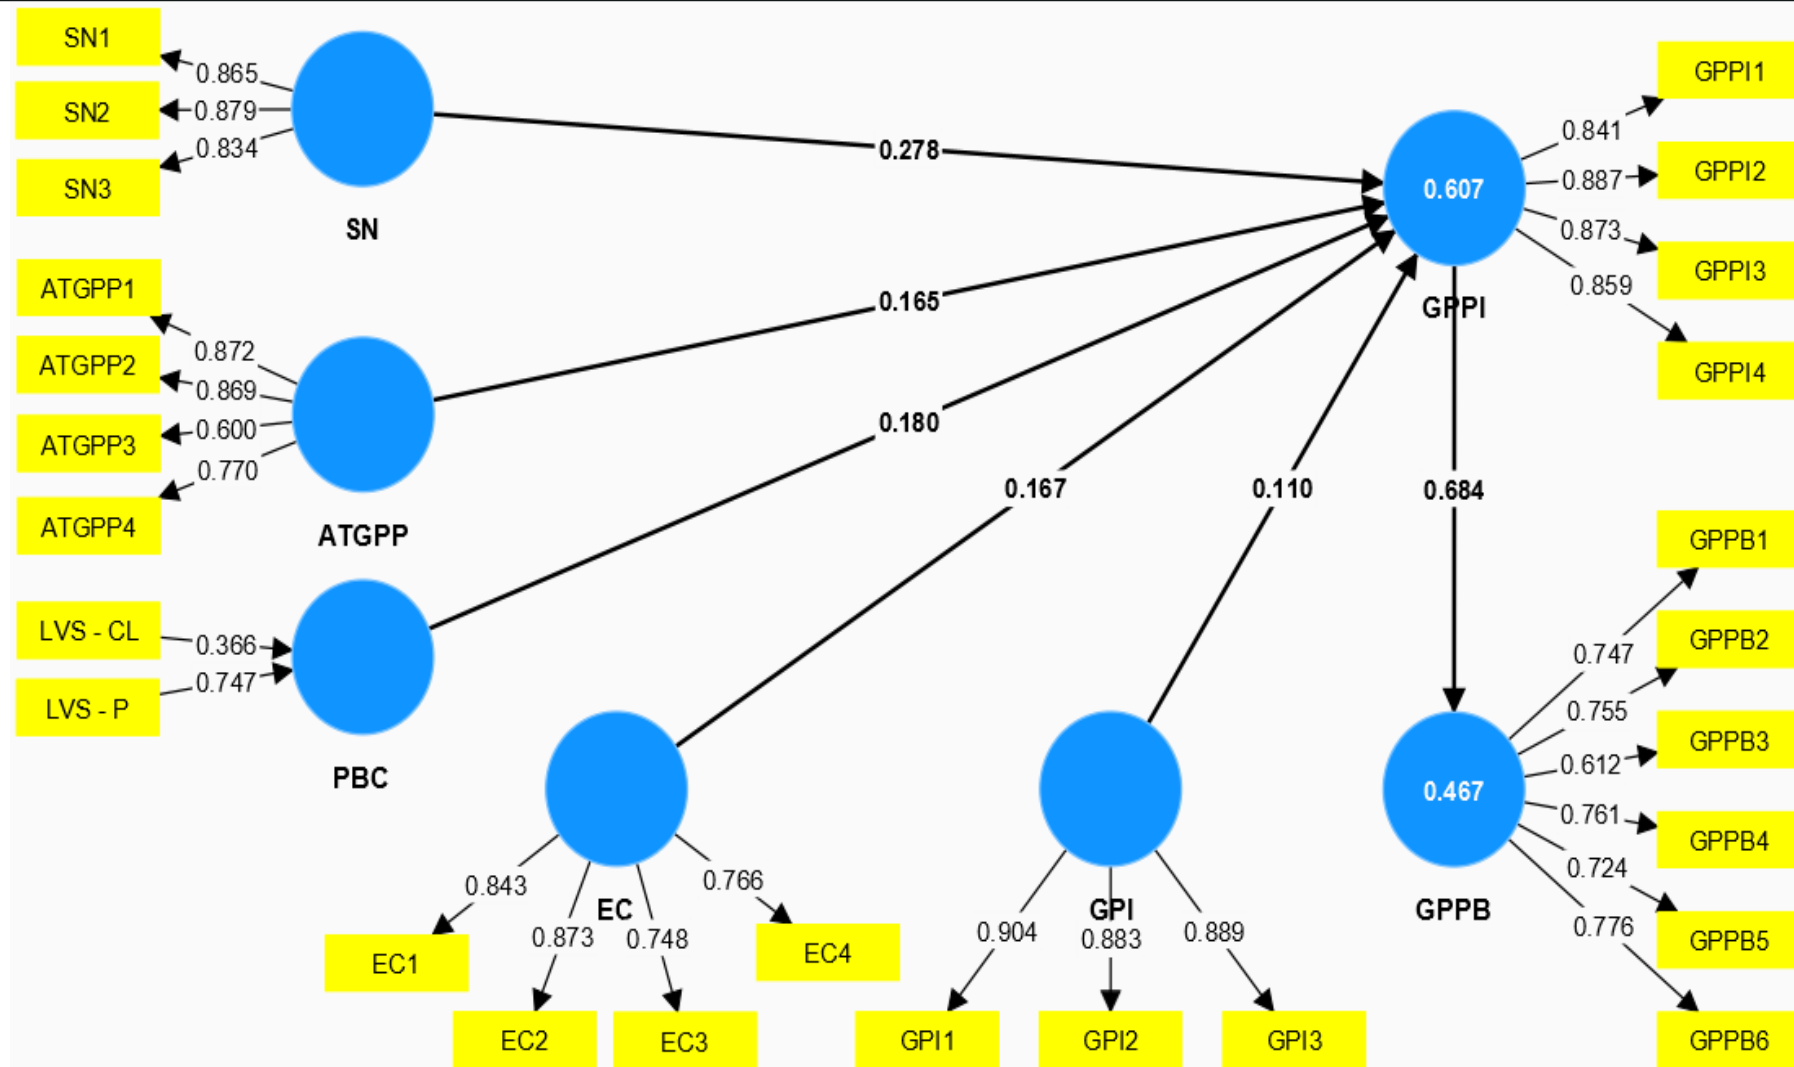 SN1
SN2
SN3
0.865
0.879
0.834
SN
0.278
0.607
GPPI
0.841
0.887
0.873
0.859
GPPI1
GPPI2
GPPI3
GPPI4
ATGPP1
ATGPP2
ATGPP3
ATGPP4
0.872
0.869
0.600
0.770
ATGPP
0.165
LVS - CL
LVS - P
0.366
0.747
PBC
0.180
0.167
0.110
0.684
EC
0.843
0.873
0.748
0.766
EC1
EC2
EC3
EC4
GPI
0.904
0.883
0.889
GPI1
GPI2
GPI3
0.467
GPPB
0.747
0.755
0.612
0.761
0.724
0.776
GPPB1
GPPB2
GPPB3
GPPB4
GPPB5
GPPB6